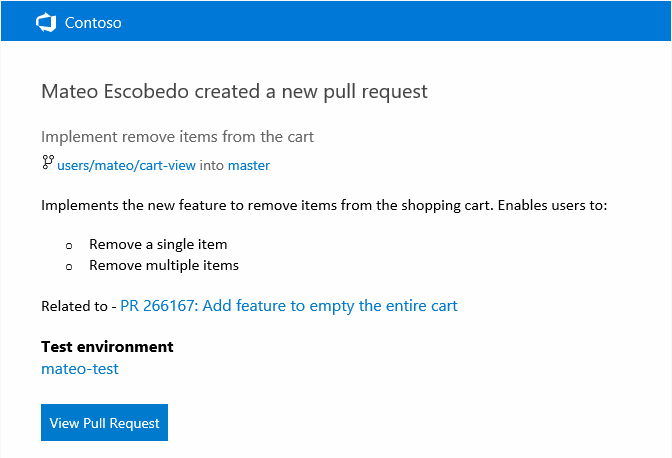 Contoso
Mateo Escobedo created a new pull request
Implement remove items from the cart
users/mateo/cart-view into master
Implements the new feature to remove items from the shopping cart. Enables users to:
Remove a single item
Remove multiple items
Related to - PR 266167: Add feature to empty the entire cart
Test environment
mateo-test
View Pull Request